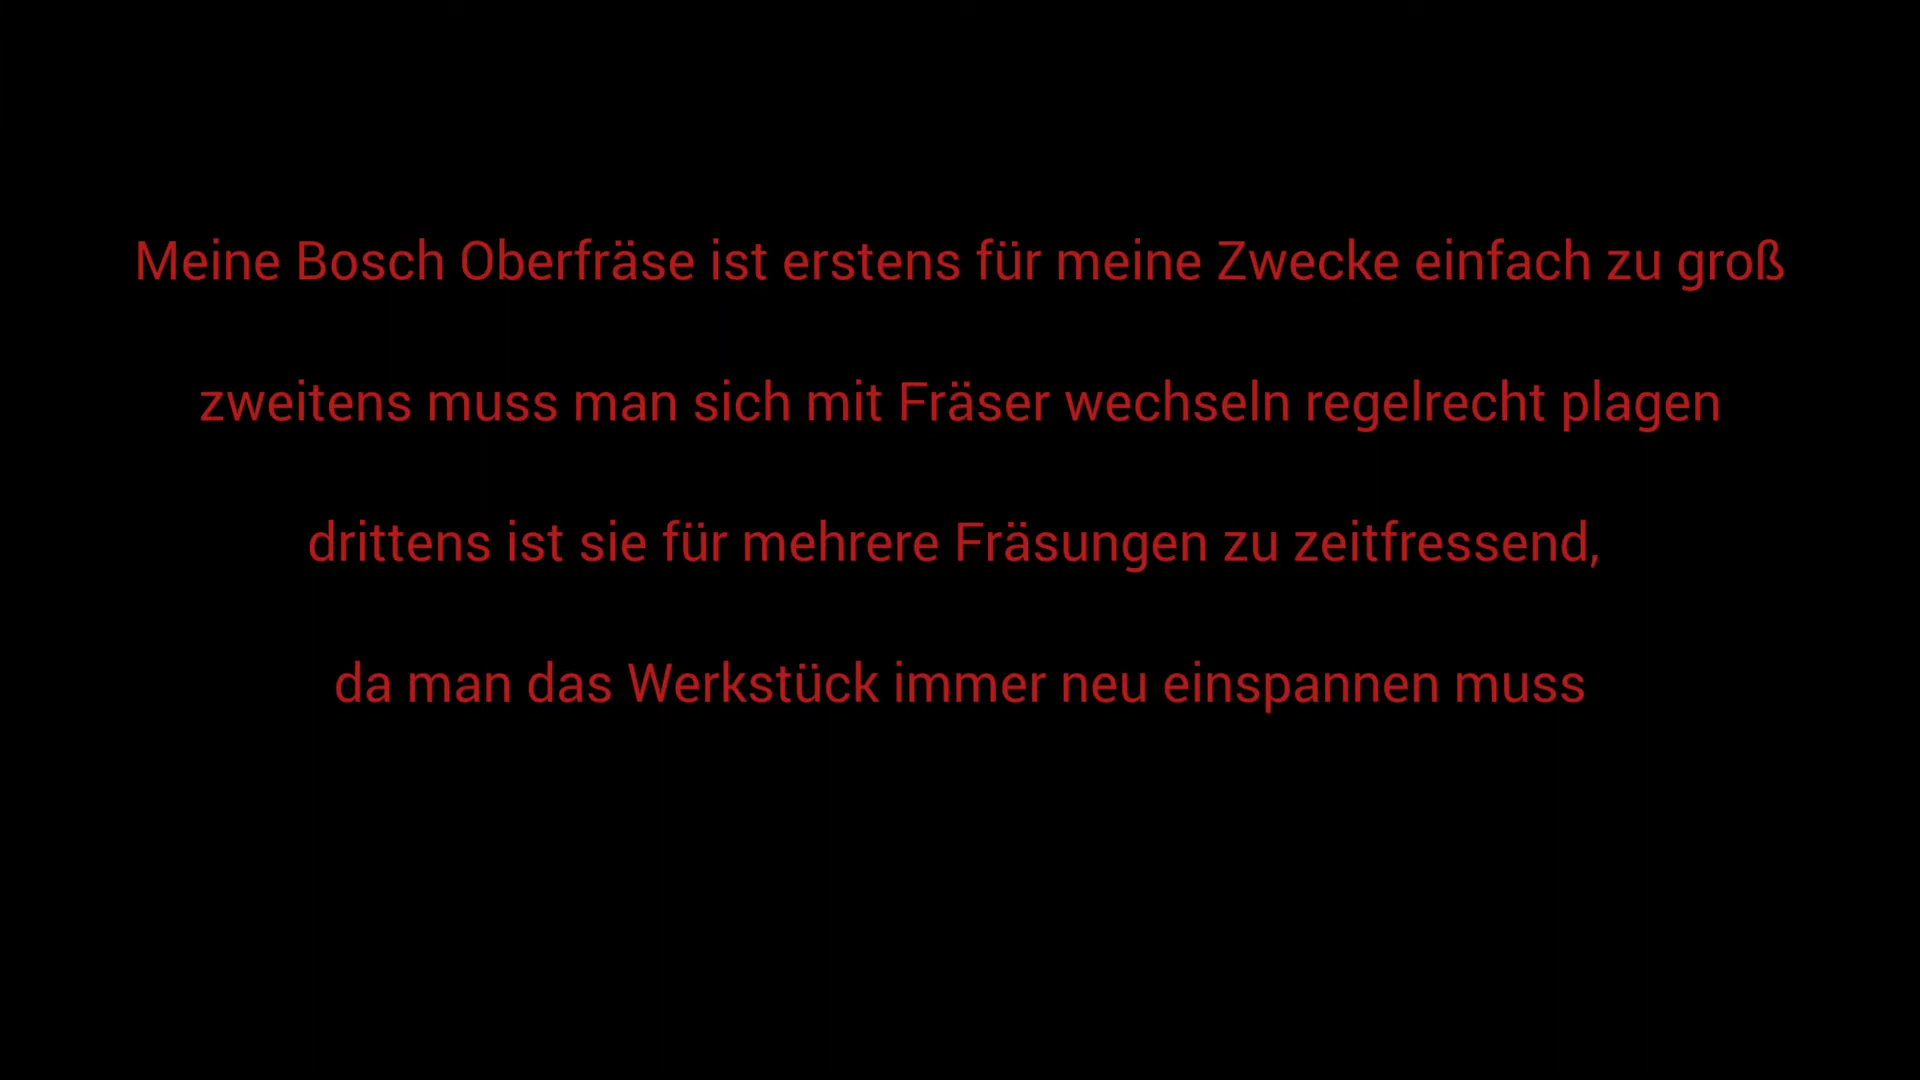 Meine Bosch Oberfräse ist erstens für meine Zwecke einfach zu groß
zweitens muss man sich mit Fräser wechseln regelrecht plagen
drittens ist sie für mehrere Fräsungen zu zeitfressend,
da man das Werkstück immer neu einspannen muss